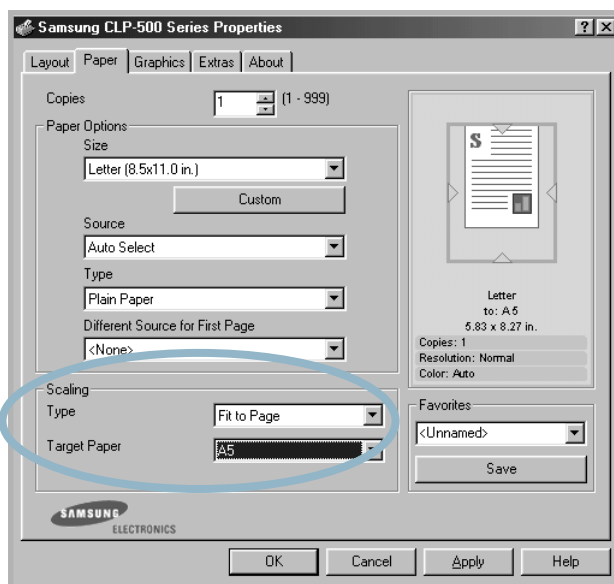 Samsung CLP-500 Series Properties
Layout Paper Graphics Extras About
Copies 1 (1 - 999)
Paper Options
Size
Letter (8.5x11.0 in.)
Custom
Source
Auto Select
Type
Plain Paper
Different Source for First Page
<None>
Scaling
Type Fit to Page
Target Paper A5
SAMSUNG
ELECTRONICS
S
Letter
to: A5
5.83 x 8.27 in.
Copies: 1
Resolution: Normal
Color: Auto
Favorites
<Unnamed>
Save
OK Cancel Apply Help